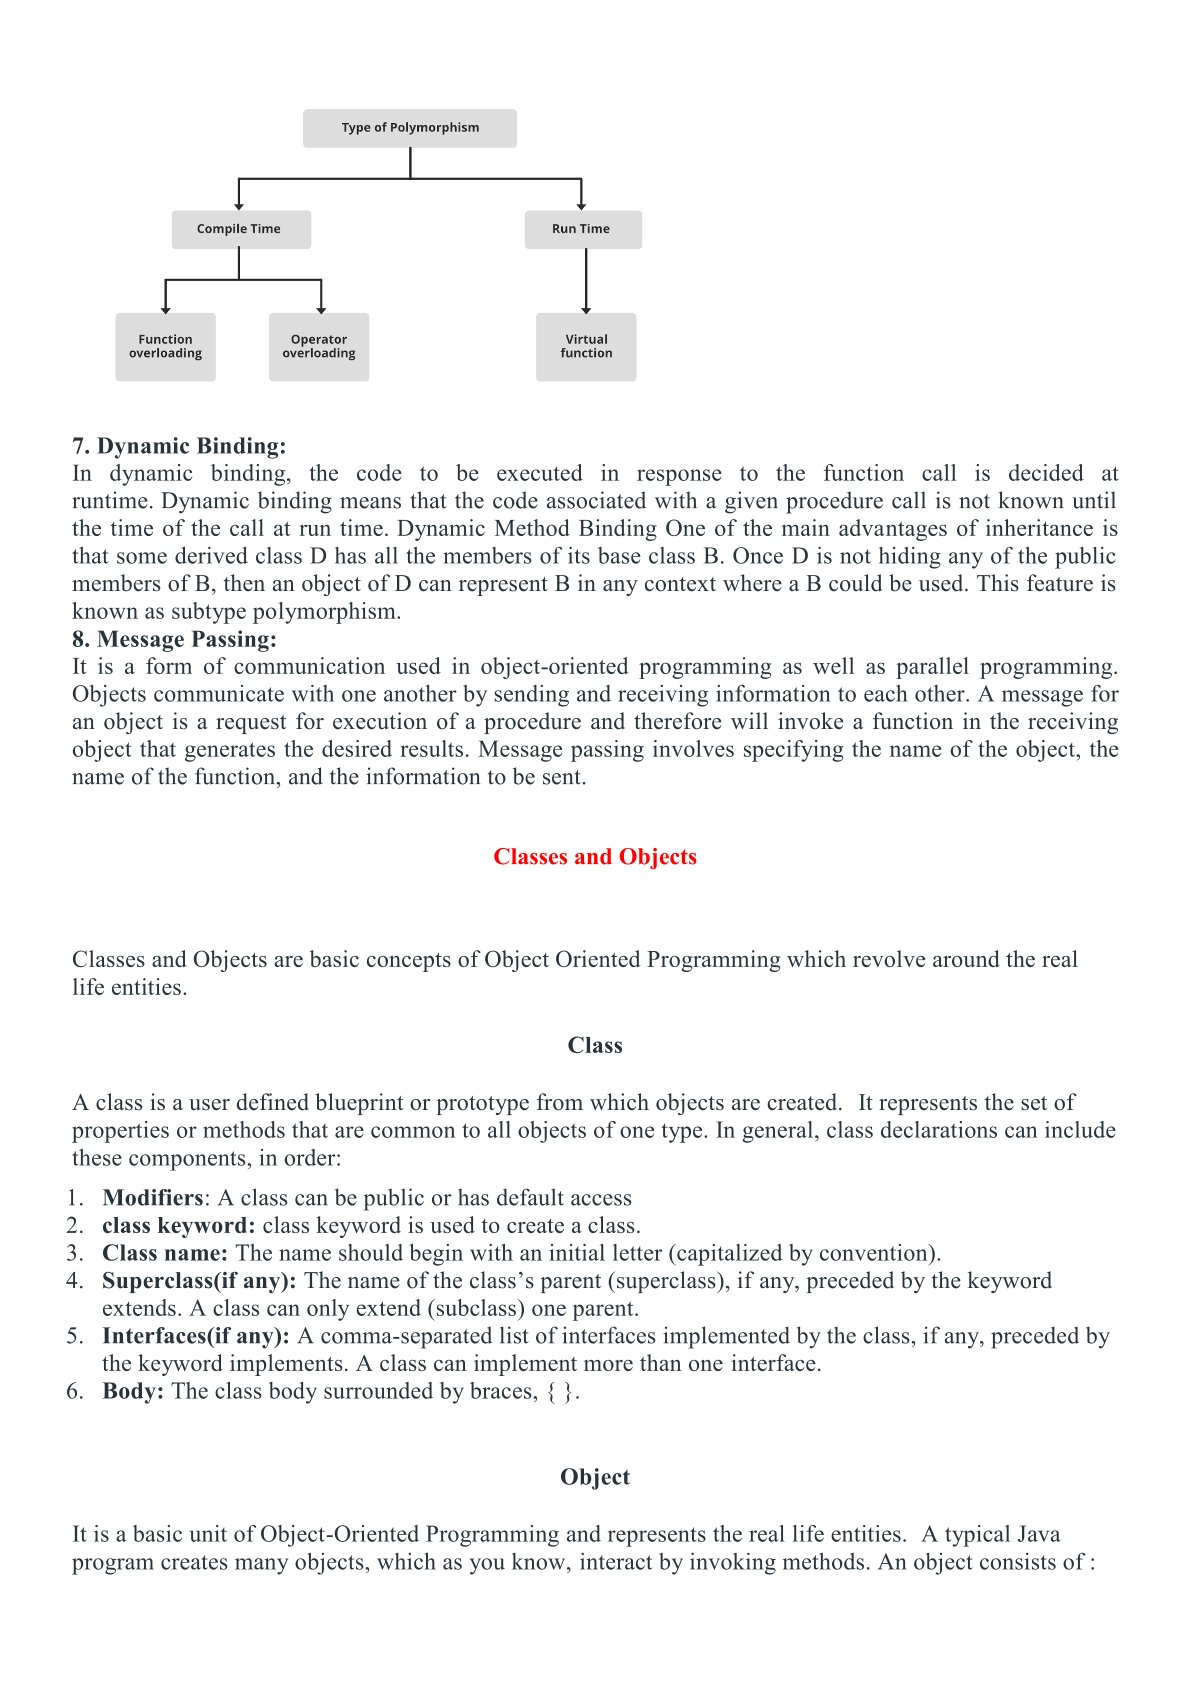 Type of Polymorphism
Compile Time
Run Time
Function
overloading
Operator
overloading
Virtual
function
7. Dynamic Binding:
In dynamic binding, the code to be executed in response to the function call is decided at
runtime. Dynamic binding means that the code associated with a given procedure call is not known until
the time of the call at run time. Dynamic Method Binding One of the main advantages of inheritance is
that some derived class D has all the members of its base class B. Once D is not hiding any of the public
members of B, then an object of D can represent B in any context where a B could be used. This feature is
known as subtype polymorphism.
8. Message Passing:
It is a form of communication used in object-oriented programming as well as parallel programming.
Objects communicate with one another by sending and receiving information to each other. A message for
an object is a request for execution of a procedure and therefore will invoke a function in the receiving
object that generates the desired results. Message passing involves specifying the name of the object, the
name of the function, and the information to be sent.
Classes and Objects
Classes and Objects are basic concepts of Object Oriented Programming which revolve around the real
life entities.
Class
A class is a user defined blueprint or prototype from which objects are created.  It represents the set of
properties or methods that are common to all objects of one type. In general, class declarations can include
these components, in order:
1. Modifiers: A class can be public or has default access
2. class keyword: class keyword is used to create a class.
3. Class name: The name should begin with an initial letter (capitalized by convention).
4. Superclass(if any): The name of the class’s parent (superclass), if any, preceded by the keyword
extends. A class can only extend (subclass) one parent.
5. Interfaces(if any): A comma-separated list of interfaces implemented by the class, if any, preceded by
the keyword implements. A class can implement more than one interface.
6. Body: The class body surrounded by braces, { }.
Object
It is a basic unit of Object-Oriented Programming and represents the real life entities.  A typical Java
program creates many objects, which as you know, interact by invoking methods. An object consists of :